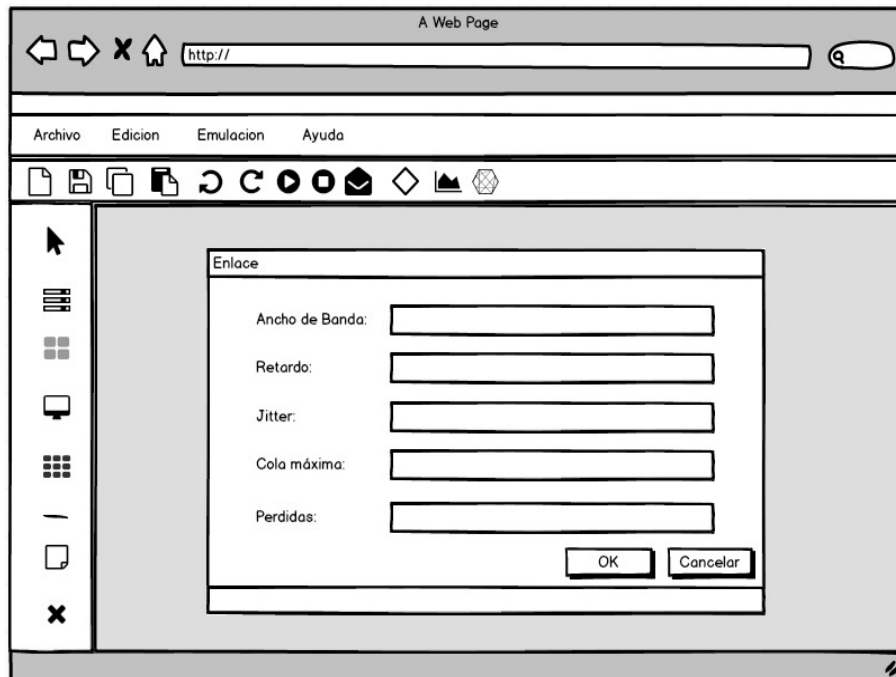 A Web Page
http://
Archivo Edicion Emulacion Ayuda
Enlace
Ancho de Banda:
Retardo:
Jitter:
Cola máxima:
Perdidas:
OK Cancelar